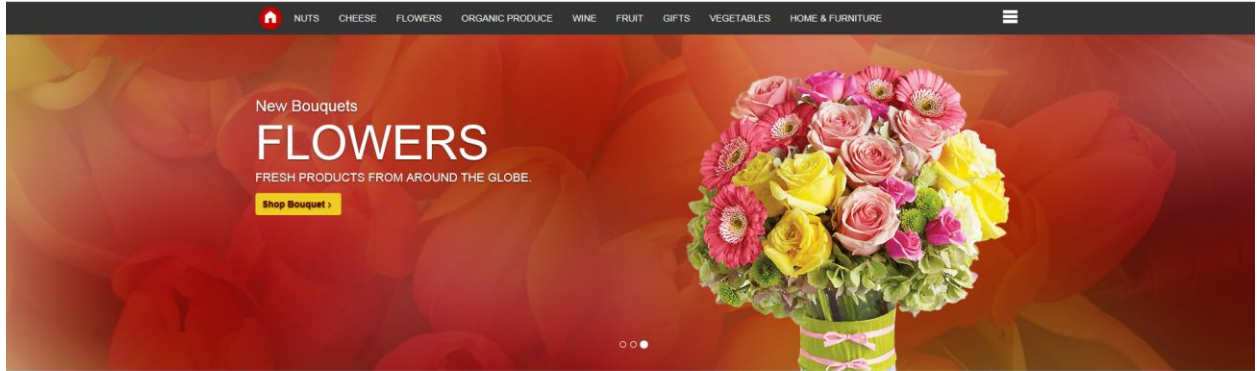 NUTS CHEESE FLOWERS ORGANIC PRODUCE WINE FRUIT GIFTS VEGETABLES HOME & FURNITURE
New Bouquets
FLOWERS
FRESH PRODUCTS FROM AROUND THE GLOBE.
Shop Bouquet ›